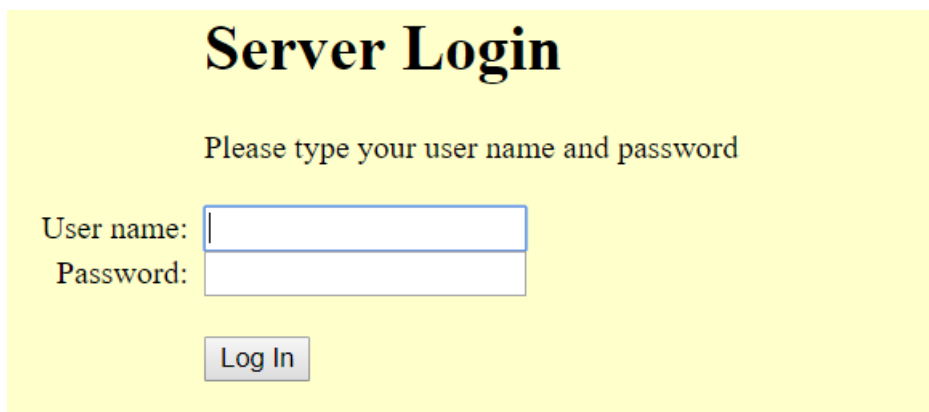 Server Login
Please type your user name and password
User name:
Password:
Log In